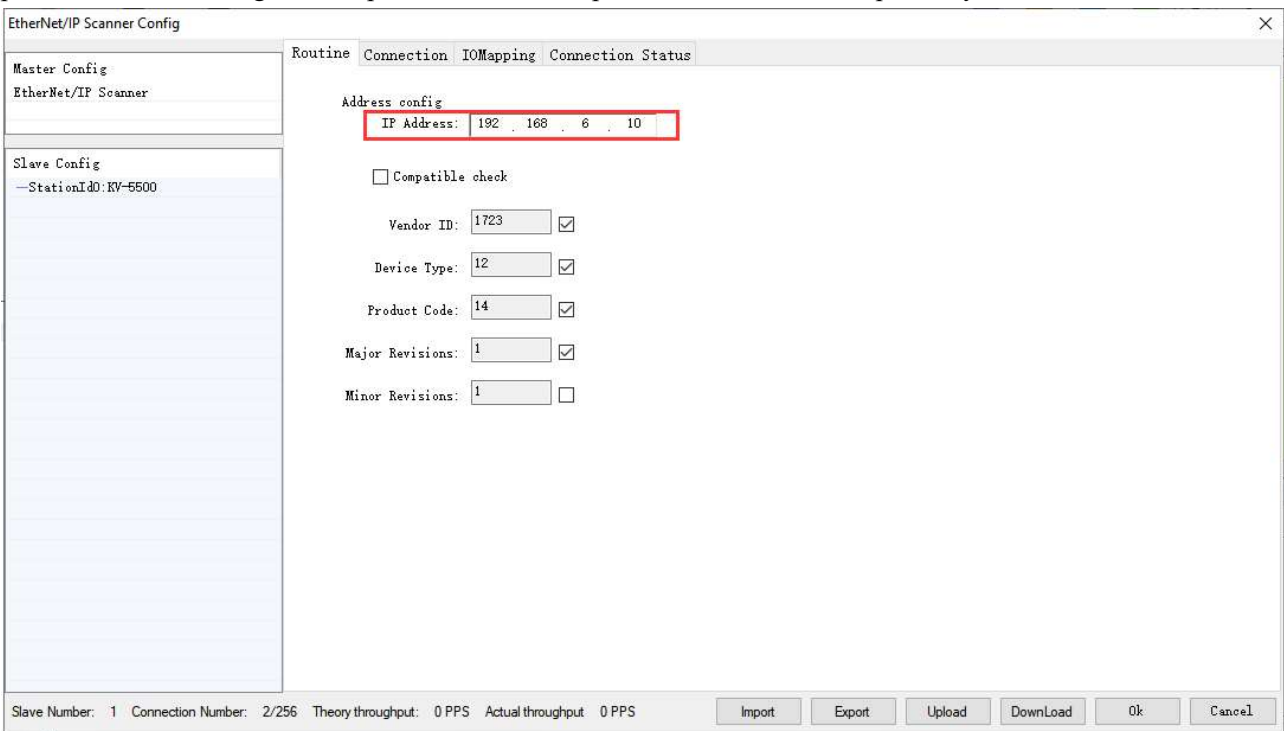 EtherNet/IP Scanner Config
Master Config
EtherNet/IP Scanner
Slave Config
StationId0:KV-5500
Routine Connection IOMapping Connection Status
Address config
IP Address: 192 . 168 . 6 . 10
Compatible check
Vendor ID: 1723
Device Type: 12
Product Code: 14
Major Revisions: 1
Minor Revisions: 1
Slave Number: 1 Connection Number: 2/256 Theory throughput: 0 PPS Actual throughput 0 PPS Import Export Upload DownLoad Ok Cancel